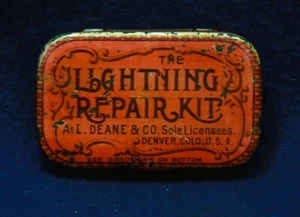 THE
LIGHTNING
REPAIR KIT
A.L. DEANE & CO. Sole Licensees.
DENVER, COLO., U.S.A.
SEE DIRECTIONS ON BOTTOM.